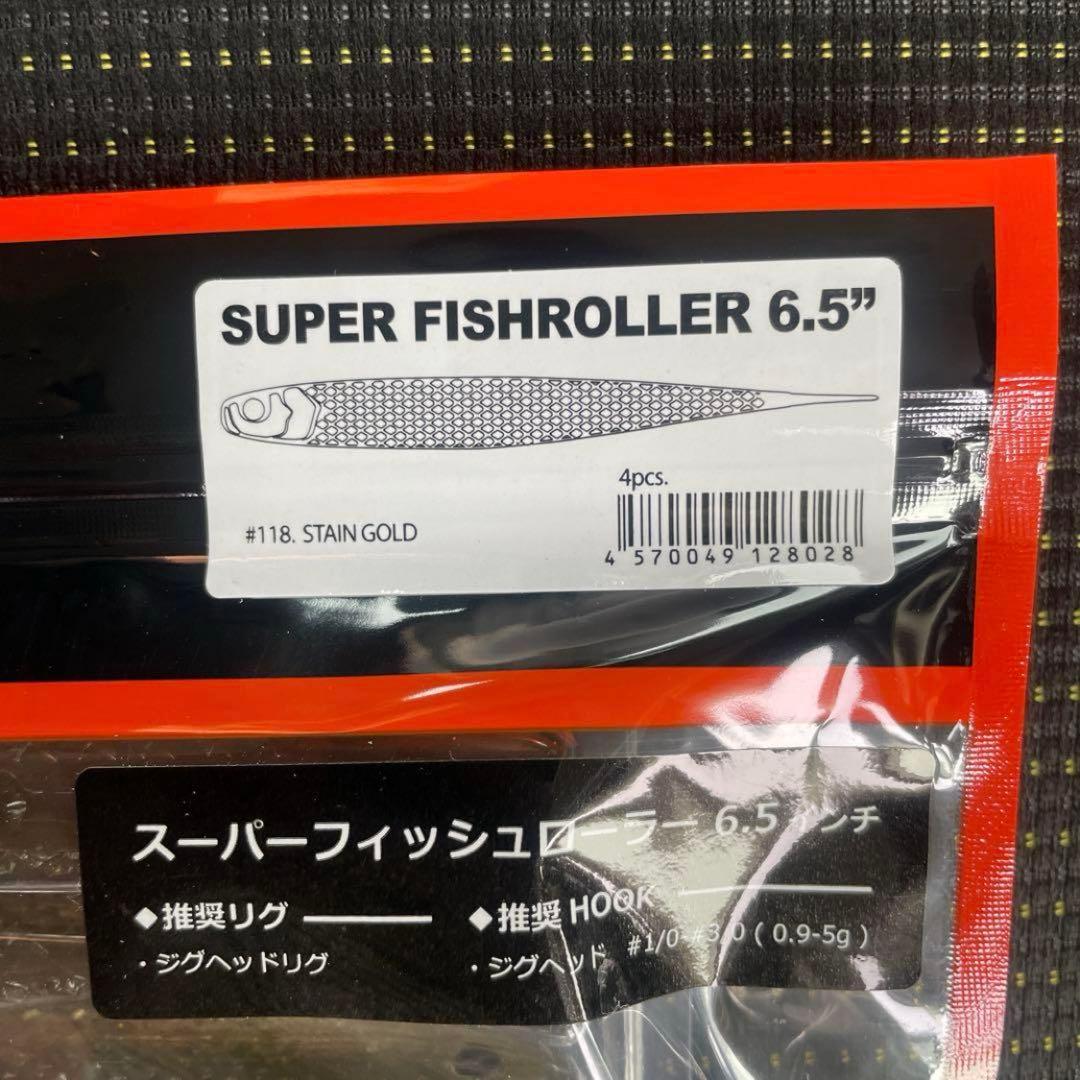 SUPER FISHROLLER 6.5”
4pcs.
#118. STAIN GOLD
4 570049 128028
スーパーフィッシュローラー 6.5 インチ
◆推奨リグ
◆推奨 HOOK
・ジグヘッドリグ
・ジグヘッド #1/0-#3/0 ( 0.9-5g )